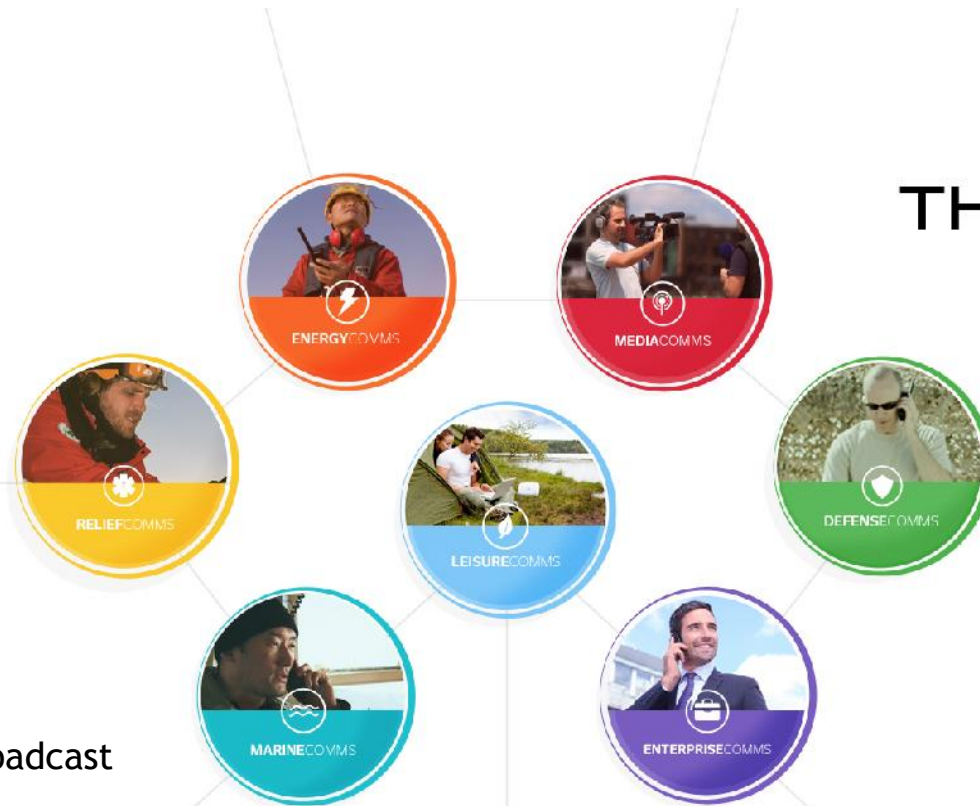 TH
ENERGYCOMMS
MEDIACOMMS
RELIEFCOMMS
DEFENSECOMMS
LEISURECOMMS
MARINECOMMS
ENTERPRISECOMMS
oadcast